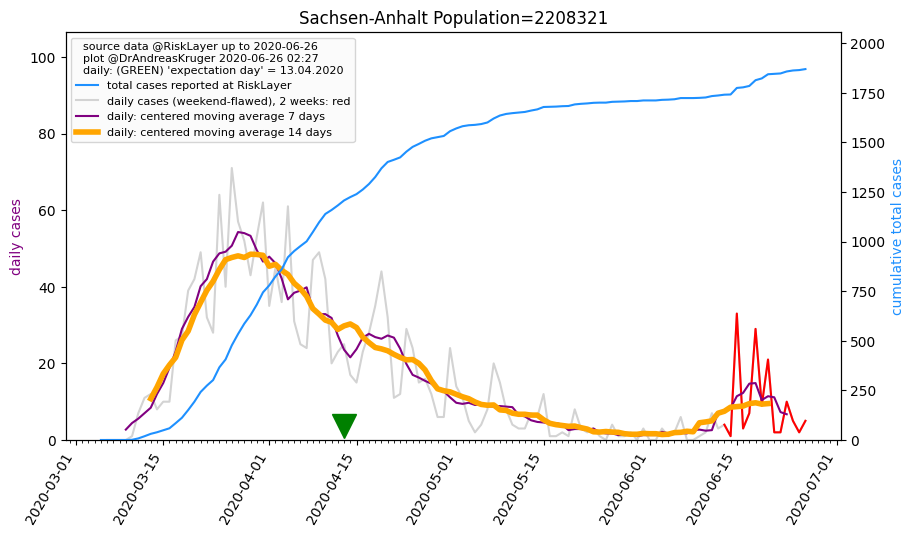 Sachsen-Anhalt Population=2208321
source data @RiskLayer up to 2020-06-26
plot @DrAndreasKruger 2020-06-26 02:27
daily: (GREEN) 'expectation day' = 13.04.2020
total cases reported at RiskLayer
daily cases (weekend-flawed), 2 weeks: red
daily: centered moving average 7 days
daily: centered moving average 14 days
daily cases
100
80
60
40
20
0
cumulative total cases
2000
1750
1500
1250
1000
750
500
250
0
2020-03-01
2020-03-15
2020-04-01
2020-04-15
2020-05-01
2020-05-15
2020-06-01
2020-06-15
2020-07-01